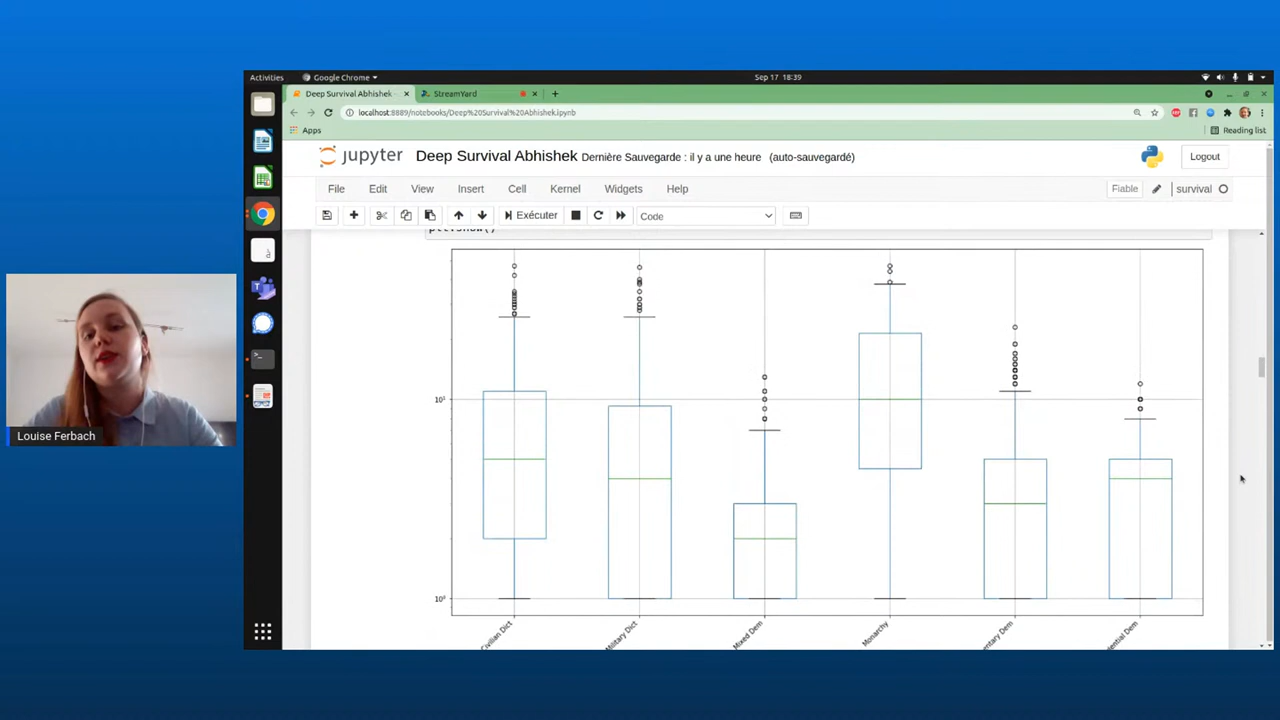 Activities
Google Chrome
Sep 17 18:39
Deep Survival Abhishek
StreamYard
localhost:8889/notebooks/Deep%20Survival%20Abhishek.ipynb
Apps
Reading list
jupyter
Deep Survival Abhishek Dernière Sauvegarde : il y a une heure (auto-sauvegardé)
Logout
File Edit View Insert Cell Kernel Widgets Help
Fiable
survival
Exécuter
Code
10¹
10⁰
Civilian Dict
Military Dict
Mixed Dem
Monarchy
Dem
Dem
Louise Ferbach